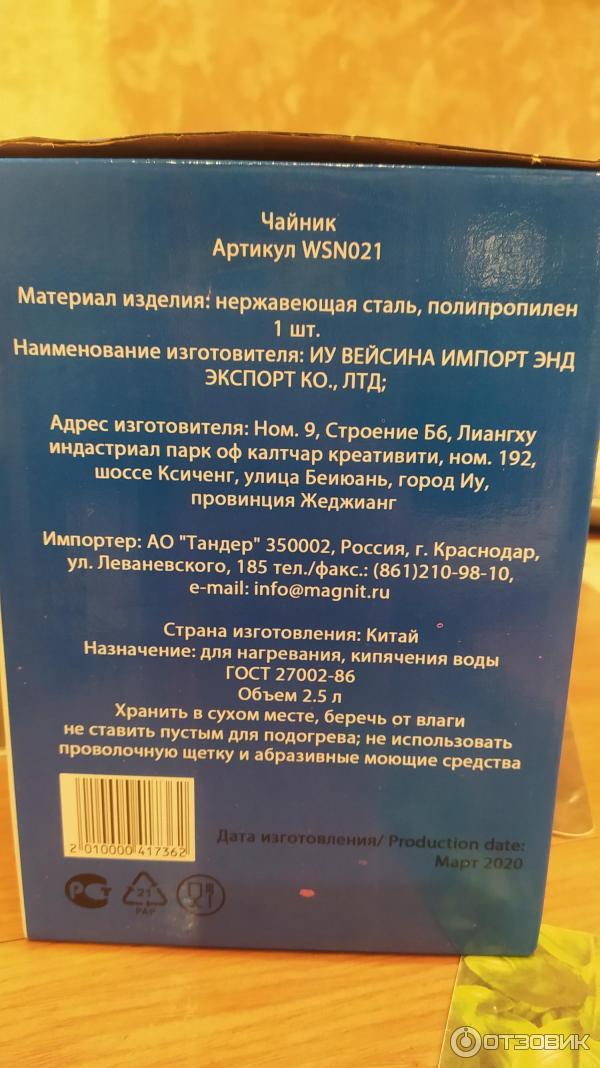 Чайник
Артикул WSN021
Материал изделия: нержавеющая сталь, полипропилен
1 шт.
Наименование изготовителя: ИУ ВЕЙСИНА ИМПОРТ ЭНД
ЭКСПОРТ КО., ЛТД;
Адрес изготовителя: Ном. 9, Строение Б6, Лиангху
индастриал парк оф калтчар креативити, ном. 192,
шоссе Ксиченг, улица Беиюань, город Иу,
провинция Жеджианг
Импортер: АО "Тандер" 350002, Россия, г. Краснодар,
ул. Леваневского, 185 тел./факс.: (861)210-98-10,
e-mail: info@magnit.ru
Страна изготовления: Китай
Назначение: для нагревания, кипячения воды
ГОСТ 27002-86
Объем 2.5 л
Хранить в сухом месте, беречь от влаги
не ставить пустым для подогрева; не использовать
проволочную щетку и абразивные моющие средства
2 010000 417362
Дата изготовления/ Production date:
Март 2020
РСТ
21
PAP
ОТЗОВИК